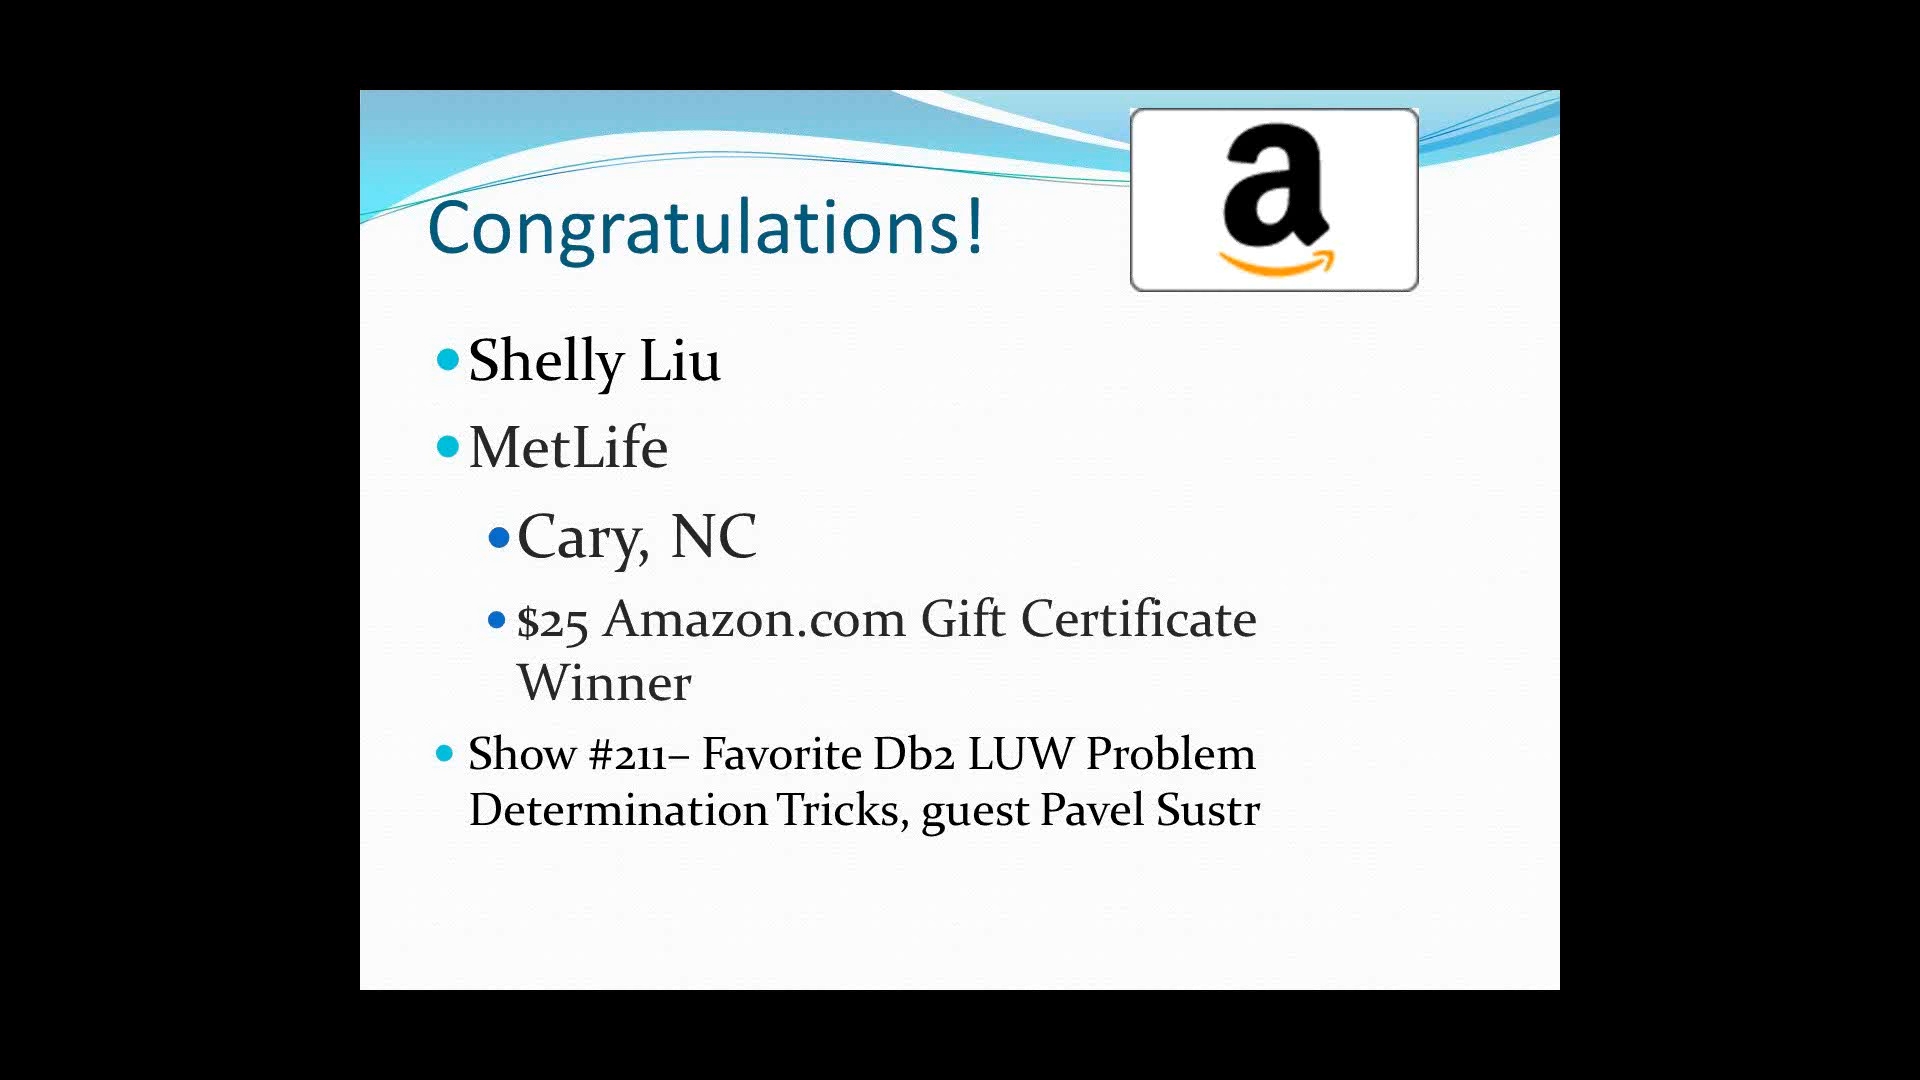 Congratulations!
a
Shelly Liu
MetLife
Cary, NC
$25 Amazon.com Gift Certificate
Winner
Show #211– Favorite Db2 LUW Problem
Determination Tricks, guest Pavel Sustr